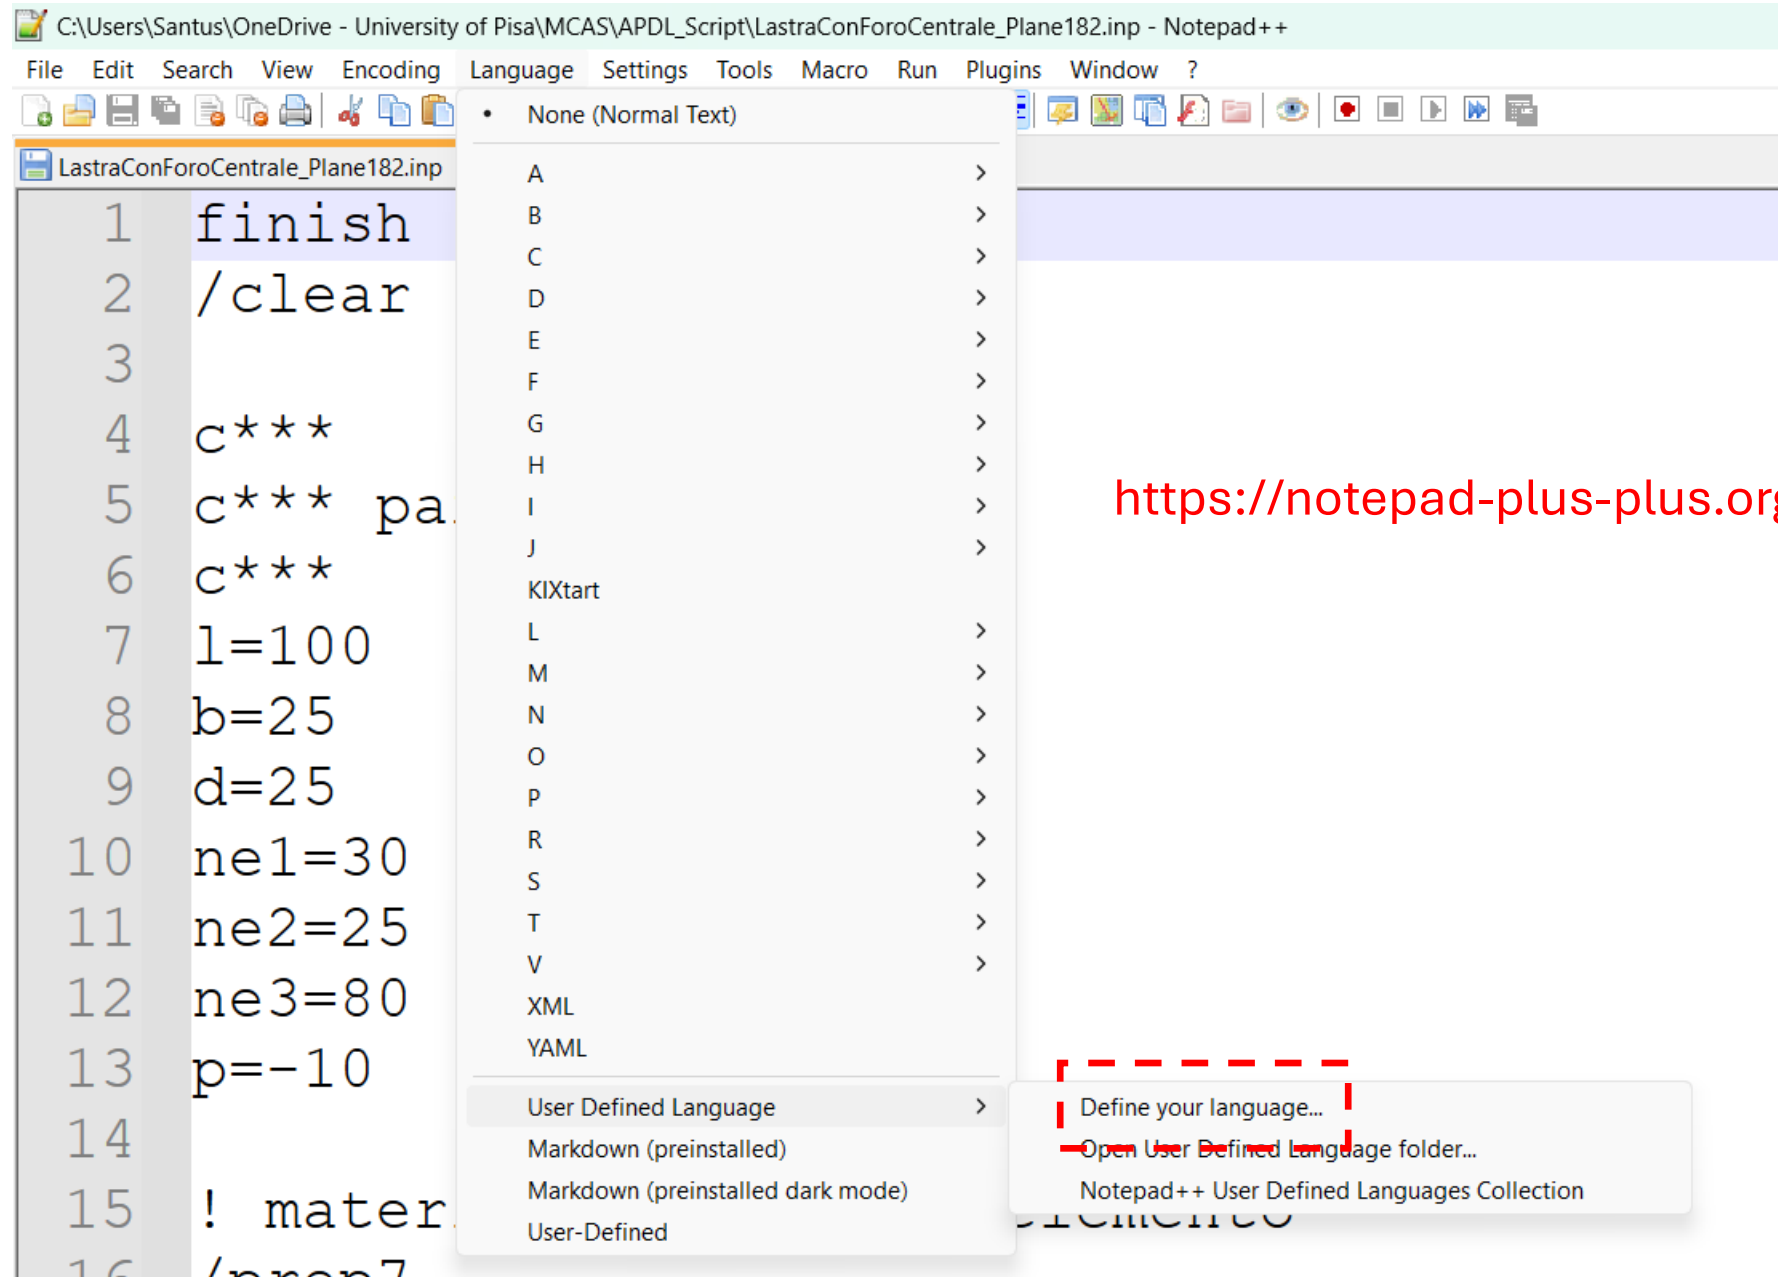 C:\Users\Santus\OneDrive - University of Pisa\MCAS\APDL_Script\LastraConForoCentrale_Plane182.inp - Notepad++
File Edit Search View Encoding Language Settings Tools Macro Run Plugins Window ?
LastraConForoCentrale_Plane182.inp
1 finish
2 /clear
3
4 c***
5 c***
6 c***
7 l=100
8 b=25
9 d=25
10 ne1=30
11 ne2=25
12 ne3=80
13 p=-10
14
15 !
16
• None (Normal Text)
A >
B >
C >
D >
E >
F >
G >
H >
I >
J >
KIXtart
L >
M >
N >
O >
P >
R >
S >
T >
V >
XML
YAML
User Defined Language >
Markdown (preinstalled)
Markdown (preinstalled dark mode)
User-Defined
Define your language...
Open User Defined Language folder...
Notepad++ User Defined Languages Collection
https://notepad-plus-plus.org